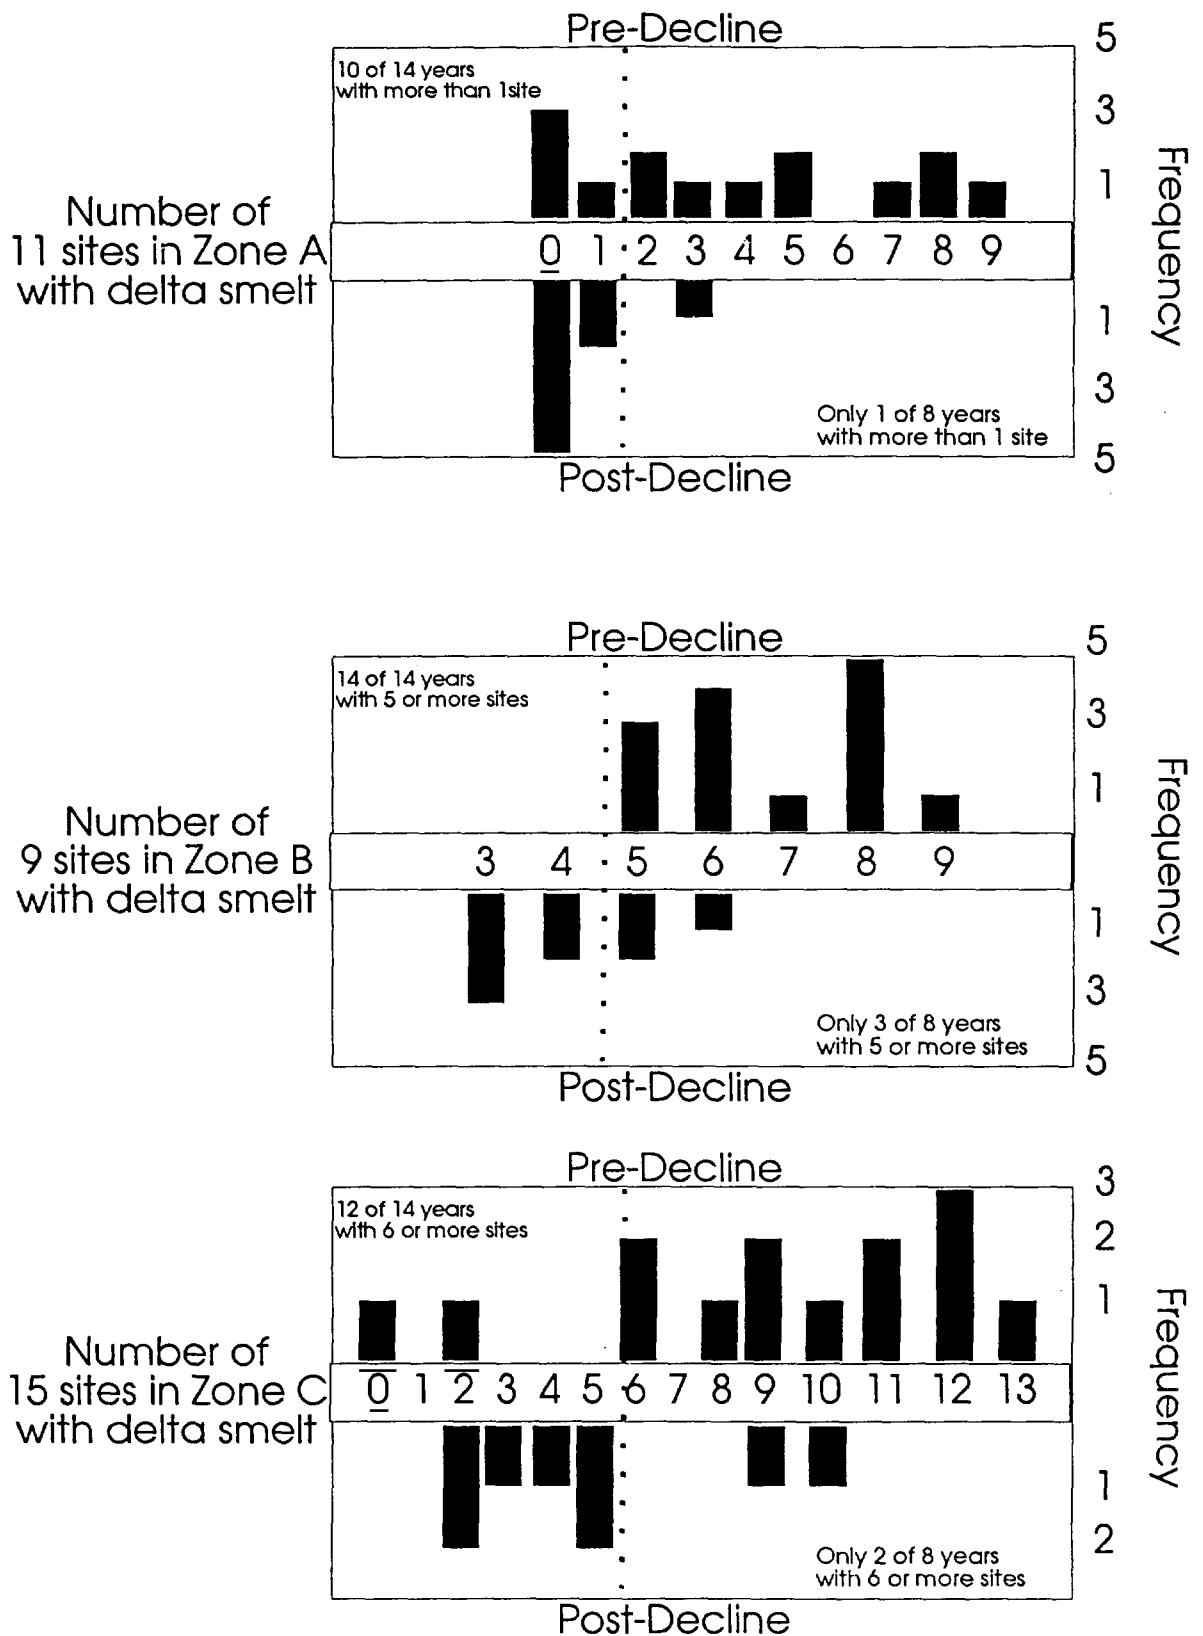 Pre-Decline
5
10 of 14 years
with more than 1site
3
1
Frequency
Number of
11 sites in Zone A
with delta smelt
0 1 2 3 4 5 6 7 8 9
1
3
Only 1 of 8 years
with more than 1 site
5
Post-Decline
Pre-Decline
5
14 of 14 years
with 5 or more sites
3
1
Frequency
Number of
9 sites in Zone B
with delta smelt
3 4 5 6 7 8 9
1
3
Only 3 of 8 years
with 5 or more sites
5
Post-Decline
Pre-Decline
3
12 of 14 years
with 6 or more sites
2
1
Frequency
Number of
15 sites in Zone C
with delta smelt
0 1 2 3 4 5 6 7 8 9 10 11 12 13
1
2
Only 2 of 8 years
with 6 or more sites
Post-Decline